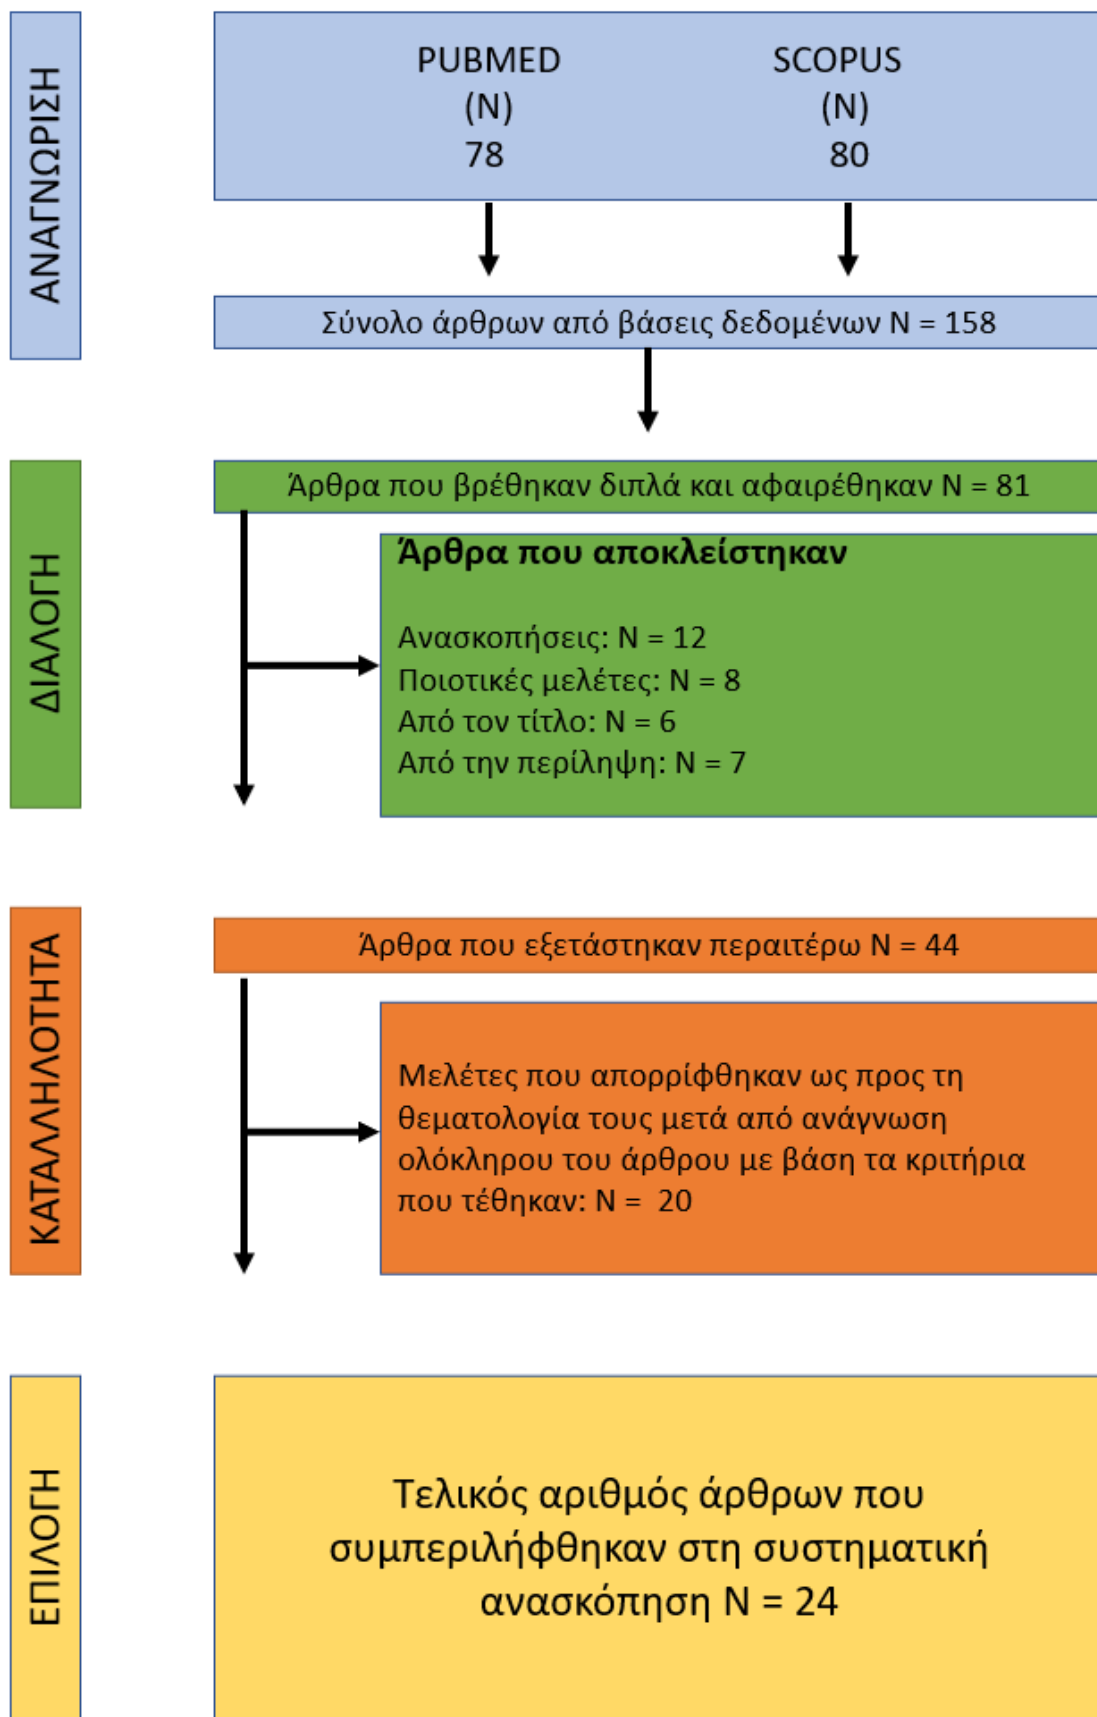 ΑΝΑΓΝΩΡΙΣΗ
PUBMED
(N)
78
SCOPUS
(N)
80
Σύνολο άρθρων από βάσεις δεδομένων N = 158
ΔΙΑΛΟΓΗ
Άρθρα που βρέθηκαν διπλά και αφαιρέθηκαν N = 81
Άρθρα που αποκλείστηκαν
Ανασκοπήσεις: N = 12
Ποιοτικές μελέτες: N = 8
Από τον τίτλο: N = 6
Από την περίληψη: N = 7
ΚΑΤΑΛΛΗΛΟΤΗΤΑ
Άρθρα που εξετάστηκαν περαιτέρω N = 44
Μελέτες που απορρίφθηκαν ως προς τη
θεματολογία τους μετά από ανάγνωση
ολόκληρου του άρθρου με βάση τα κριτήρια
που τέθηκαν: N = 20
ΕΠΙΛΟΓΗ
Τελικός αριθμός άρθρων που
συμπεριλήφθηκαν στη συστηματική
ανασκόπηση N = 24